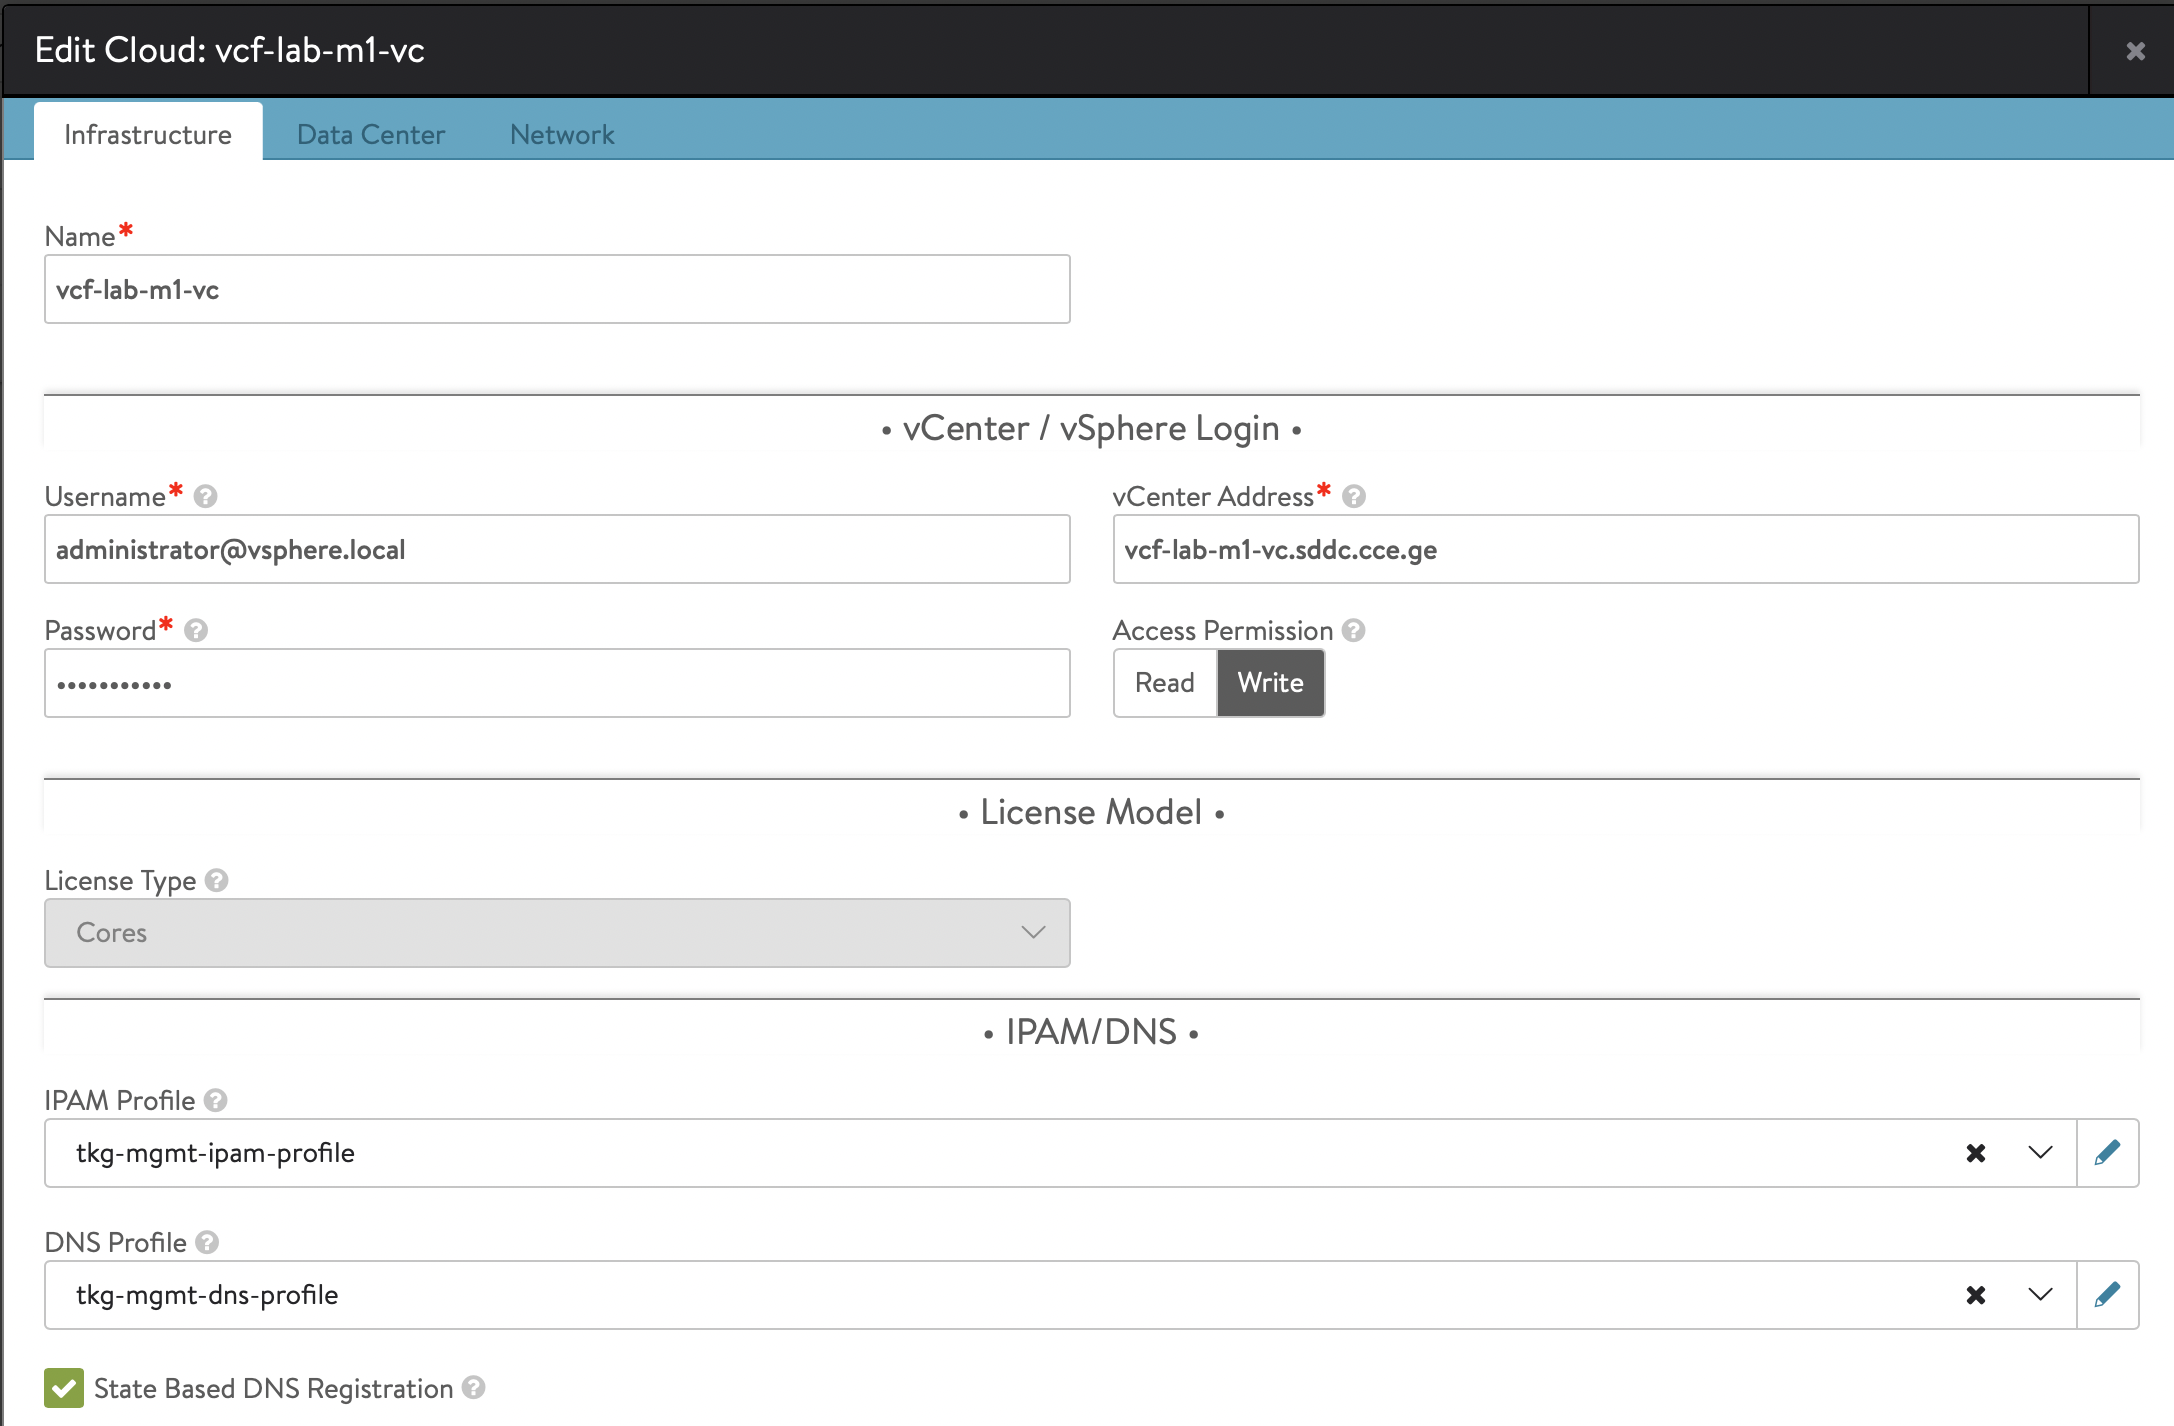 Edit Cloud: vcf-lab-m1-vc
Infrastructure Data Center Network
Name*
vcf-lab-m1-vc
• vCenter / vSphere Login •
Username* ? vCenter Address* ?
administrator@vsphere.local vcf-lab-m1-vc.sddc.cce.ge
Password* ? Access Permission ?
••••••••••• Read Write
• License Model •
License Type ?
Cores
• IPAM/DNS •
IPAM Profile ?
tkg-mgmt-ipam-profile
DNS Profile ?
tkg-mgmt-dns-profile
State Based DNS Registration ?